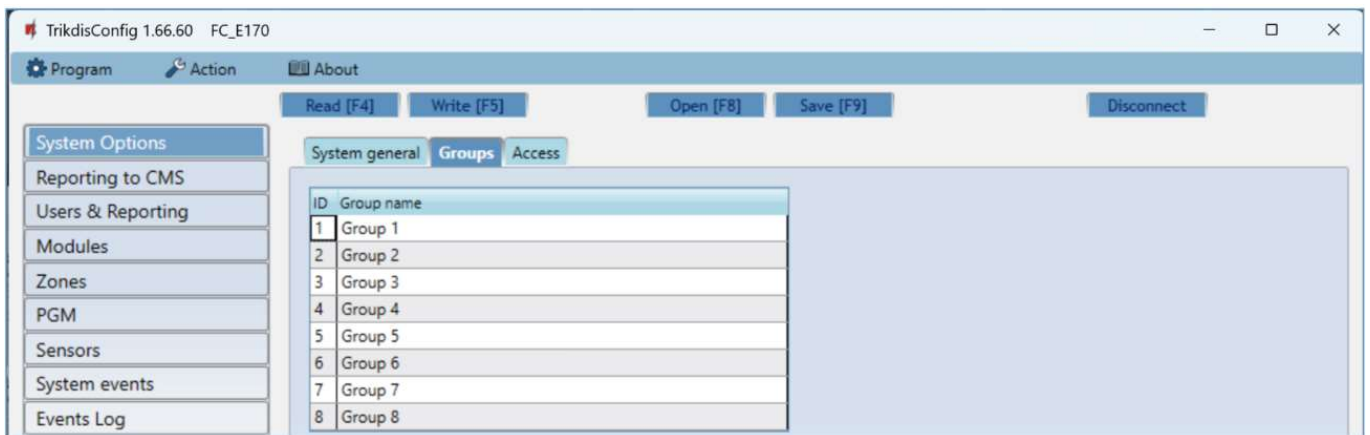 TrikdisConfig 1.66.60 FC_E170
Program Action About
Read [F4] Write [F5] Open [F8] Save [F9] Disconnect
System Options
Reporting to CMS
Users & Reporting
Modules
Zones
PGM
Sensors
System events
Events Log
System general Groups Access
ID Group name
1 Group 1
2 Group 2
3 Group 3
4 Group 4
5 Group 5
6 Group 6
7 Group 7
8 Group 8